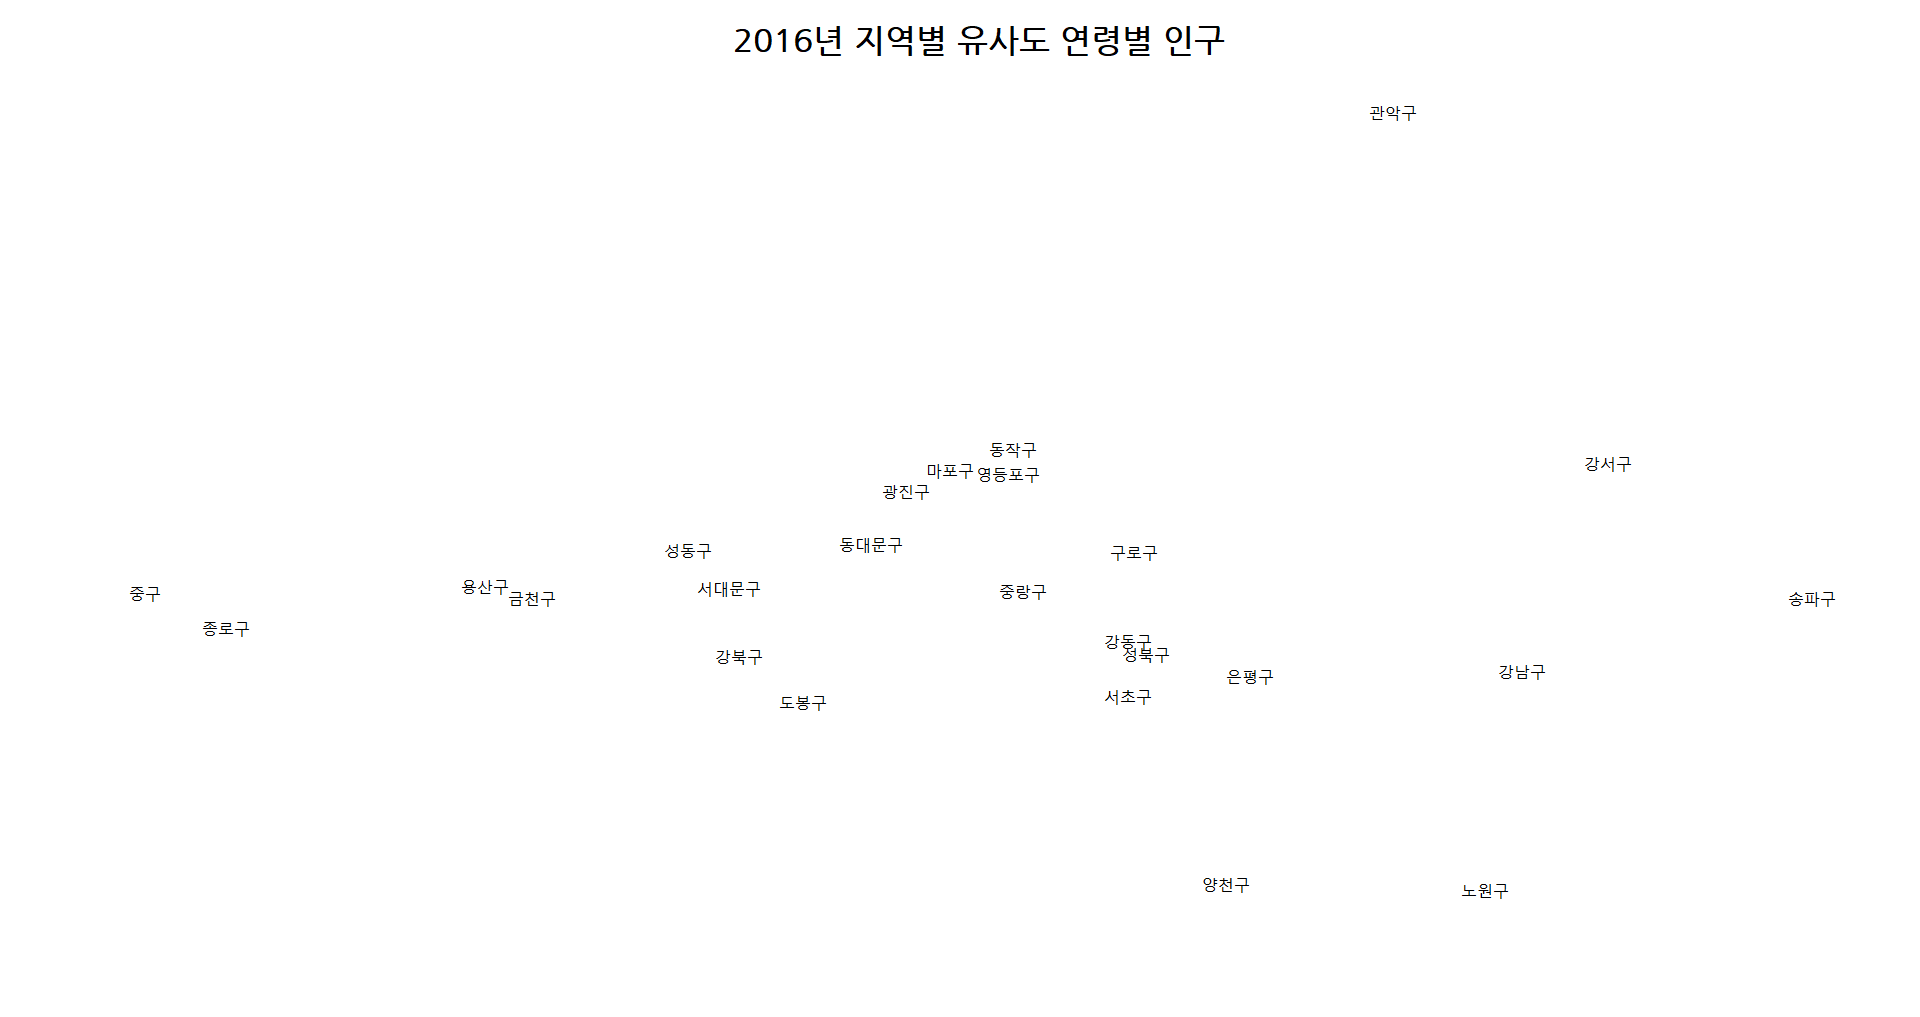 2016년 지역별 유사도 연령별 인구
관악구
동작구
강서구
마포구
영등포구
광진구
동대문구
성동구
구로구
용산구
서대문구
중랑구
중구
금천구
송파구
종로구
강동구
성북구
강북구
강남구
은평구
서초구
도봉구
양천구
노원구